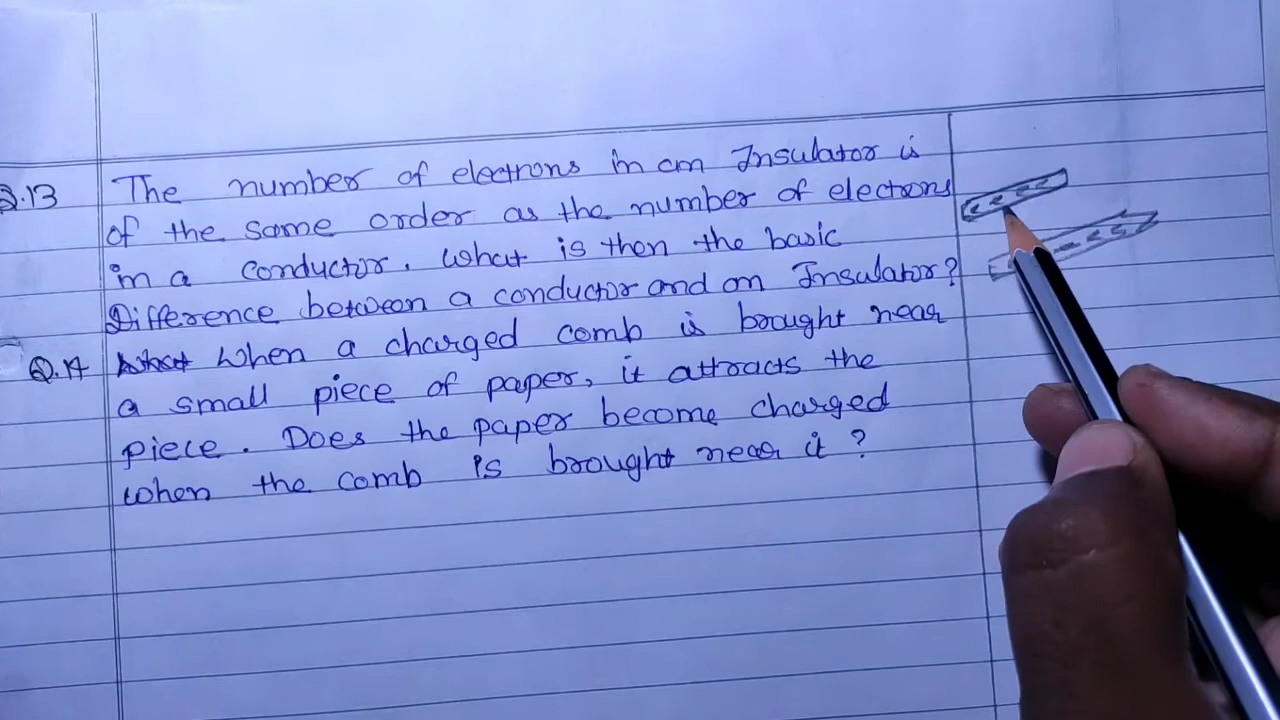 Q.13 The number of electrons in an Insulator is
of the same order as the number of electrons
in a conductor. What is then the basic
Difference between a conductor and an Insulator?
Q.14 What When a charged comb is brought near
a small piece of paper, it attracts the
piece. Does the paper become charged
when the comb is brought near it ?